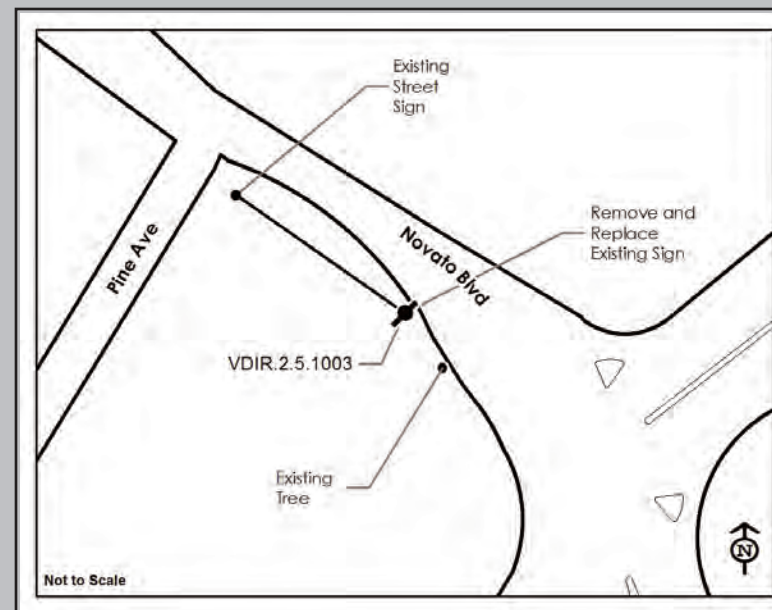 Existing
Street
Sign
Remove and
Replace
Existing Sign
Novato Blvd
Pine Ave
VDIR.2.5.1003
Existing
Tree
N
Not to Scale